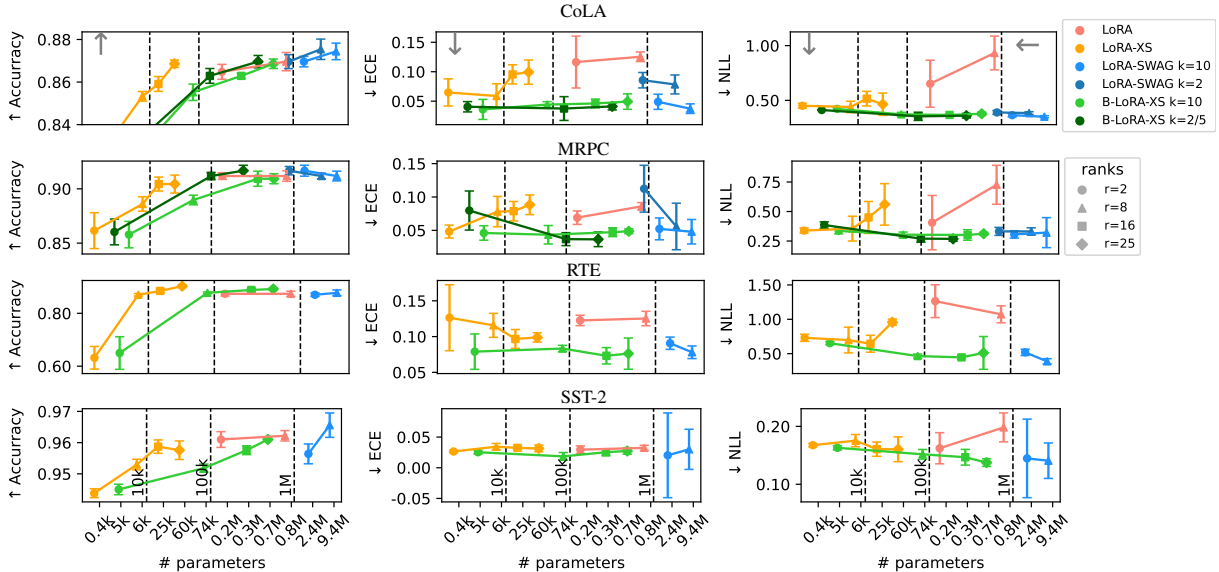 CoLA
↑ Accurracy
0.88
0.86
0.84
↑
↓ ECE
0.15
0.10
0.05
↓
↓ NLL
1.00
0.50
↓
←
LoRA
LoRA-XS
LoRA-SWAG k=10
LoRA-SWAG k=2
B-LoRA-XS k=10
B-LoRA-XS k=2/5
MRPC
↑ Accurracy
0.90
0.85
↓ ECE
0.15
0.10
0.05
↓ NLL
0.75
0.50
0.25
ranks
r=2
r=8
r=16
r=25
RTE
↑ Accurracy
0.80
0.60
↓ ECE
0.15
0.10
0.05
↓ NLL
1.50
1.00
0.50
SST-2
↑ Accurracy
0.97
0.96
0.95
10k
100k
1M
↓ ECE
0.05
0.00
-0.05
10k
100k
1M
↓ NLL
0.20
0.10
10k
100k
1M
0.4k 5k 6k 25k 60k 74k 0.2M 0.3M 0.7M 0.8M 2.4M 9.4M
0.4k 5k 6k 25k 60k 74k 0.2M 0.3M 0.7M 0.8M 2.4M 9.4M
0.4k 5k 6k 25k 60k 74k 0.2M 0.3M 0.7M 0.8M 2.4M 9.4M
# parameters
# parameters
# parameters